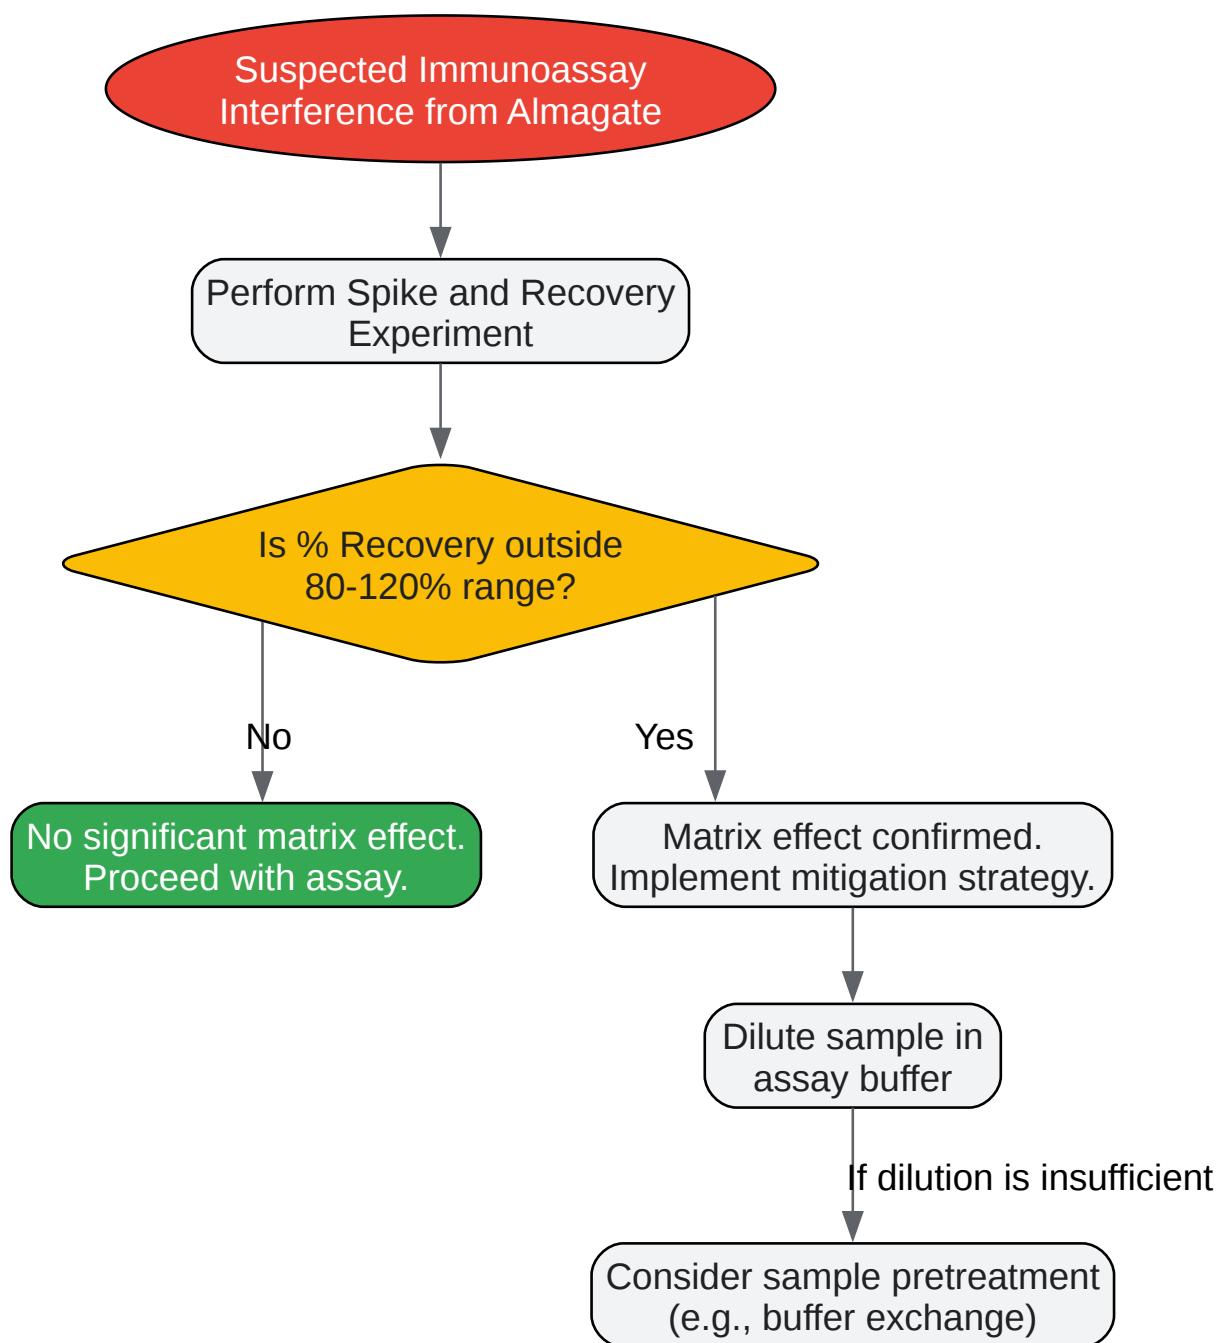 Suspected Immunoassay
Interference from Almagate
Perform Spike and Recovery
Experiment
Is % Recovery outside
80-120% range?
No
Yes
No significant matrix effect.
Proceed with assay.
Matrix effect confirmed.
Implement mitigation strategy.
Dilute sample in
assay buffer
If dilution is insufficient
Consider sample pretreatment
(e.g., buffer exchange)